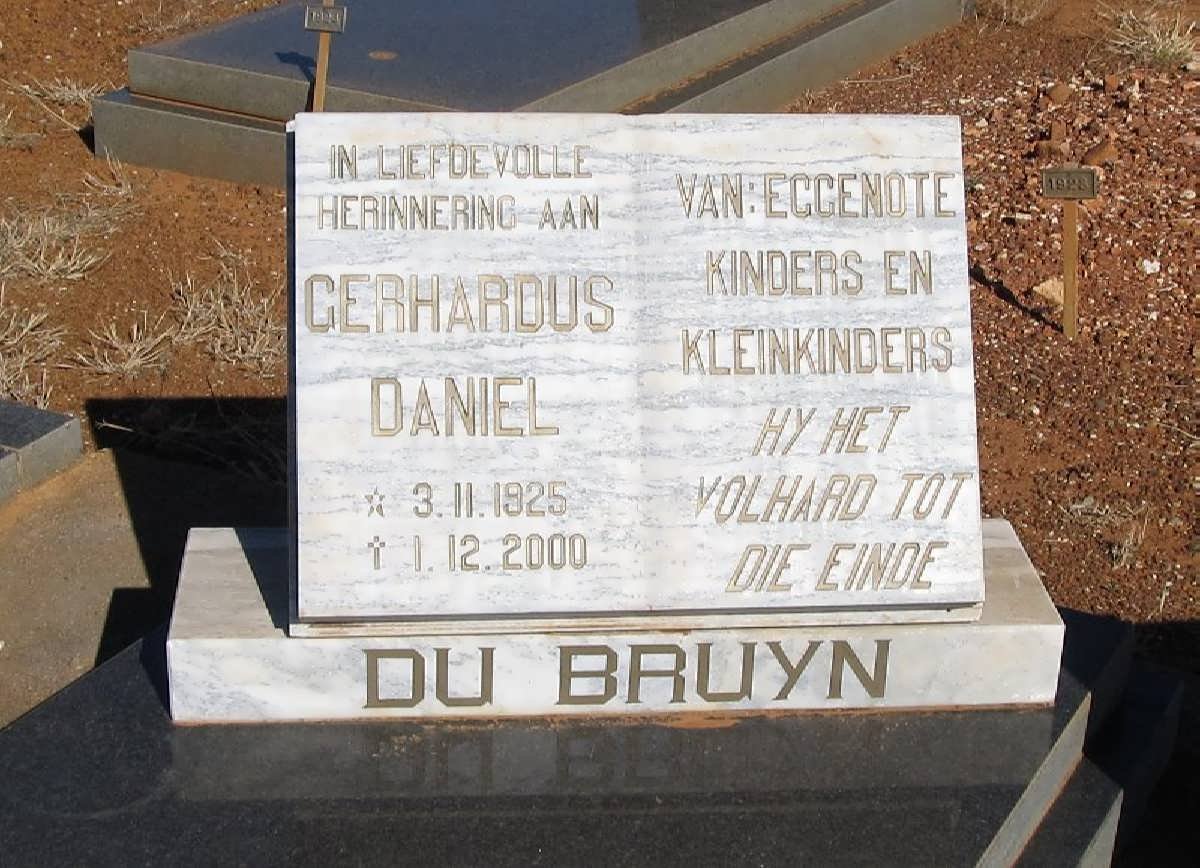 IN LIEFDEVOLLE
HERINNERING AAN
GERHARDUS
DANIEL
☆ 3.11.1925
† 1.12.2000
VAN: EGGENOTE
KINDERS EN
KLEINKINDERS
HY HET
VOLHARD TOT
DIE EINDE
DU BRUYN